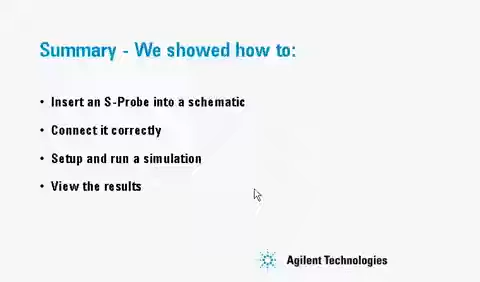 Summary - We showed how to:
• Insert an S-Probe into a schematic
• Connect it correctly
• Setup and run a simulation
• View the results
Agilent Technologies